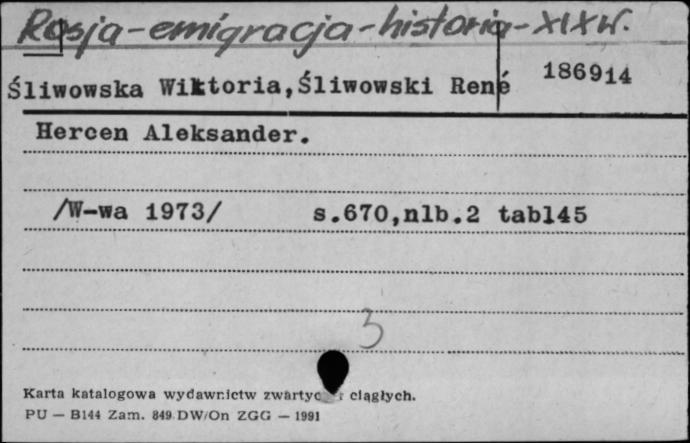 Rosja-emigracja-historia-XIXw.
Śliwowska Wiktoria,Śliwowski René 186914
Hercen Aleksander.
/W-wa 1973/ s.670,nlb.2 tabl45
3
Karta katalogowa wydawnictw ciągłych.
PU — B144 Zam. 849 DW/On ZGG — 1991